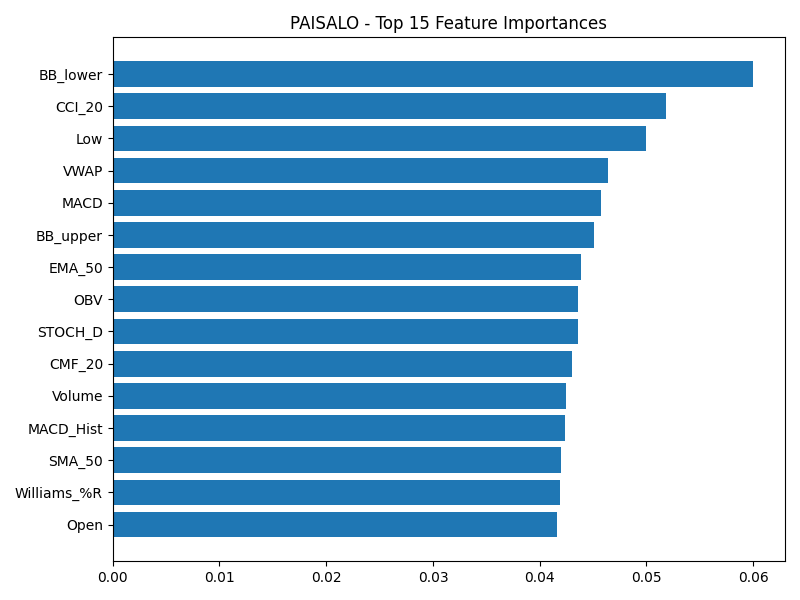 PAISALO - Top 15 Feature Importances
BB_lower
CCI_20
Low
VWAP
MACD
BB_upper
EMA_50
OBV
STOCH_D
CMF_20
Volume
MACD_Hist
SMA_50
Williams_%R
Open
0.00 0.01 0.02 0.03 0.04 0.05 0.06